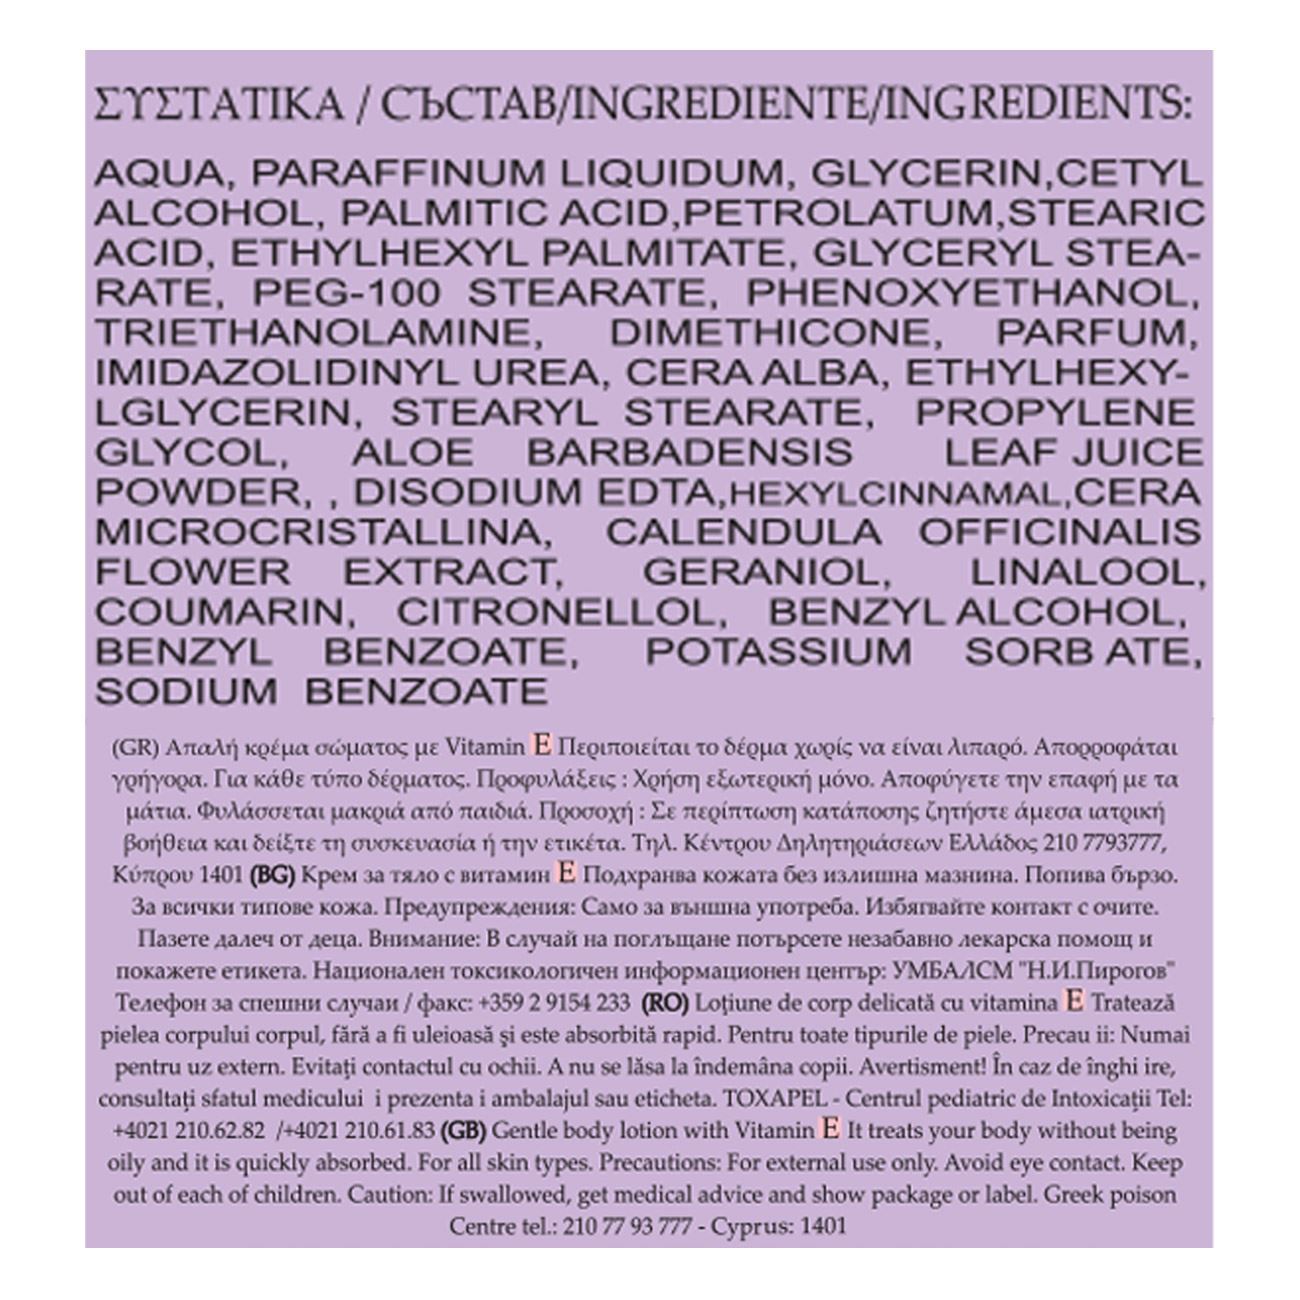 ΣΥΣΤΑΤΙΚΑ / СЪСТАВ/INGREDIENTE/INGREDIENTS:
AQUA, PARAFFINUM LIQUIDUM, GLYCERIN,CETYL
ALCOHOL, PALMITIC ACID,PETROLATUM,STEARIC
ACID, ETHYLHEXYL PALMITATE, GLYCERYL STEA-
RATE, PEG-100 STEARATE, PHENOXYETHANOL,
TRIETHANOLAMINE, DIMETHICONE, PARFUM,
IMIDAZOLIDINYL UREA, CERA ALBA, ETHYLHEXY-
LGLYCERIN, STEARYL STEARATE, PROPYLENE
GLYCOL, ALOE BARBADENSIS LEAF JUICE
POWDER, , DISODIUM EDTA,HEXYLCINNAMAL,CERA
MICROCRISTALLINA, CALENDULA OFFICINALIS
FLOWER EXTRACT, GERANIOL, LINALOOL,
COUMARIN, CITRONELLOL, BENZYL ALCOHOL,
BENZYL BENZOATE, POTASSIUM SORB ATE,
SODIUM BENZOATE
(GR) Απαλή κρέμα σώματος με Vitamin E Περιποιείται το δέρμα χωρίς να είναι λιπαρό. Απορροφάται
γρήγορα. Για κάθε τύπο δέρματος. Προφυλάξεις : Χρήση εξωτερική μόνο. Αποφύγετε την επαφή με τα
μάτια. Φυλάσσεται μακριά από παιδιά. Προσοχή : Σε περίπτωση κατάποσης ζητήστε άμεσα ιατρική
βοήθεια και δείξτε τη συσκευασία ή την ετικέτα. Τηλ. Κέντρου Δηλητηριάσεων Ελλάδος 210 7793777,
Κύπρου 1401 (BG) Крем за тяло с витамин E Подхранва кожата без излишна мазнина. Попива бързо.
За всички типове кожа. Предупреждения: Само за външна употреба. Избягвайте контакт с очите.
Пазете далеч от деца. Внимание: В случай на поглъщане потърсете незабавно лекарска помощ и
покажете етикета. Национален токсикологичен информационен център: УМБАЛСМ "Н.И.Пирогов"
Телефон за спешни случаи / факс: +359 2 9154 233 (RO) Loțiune de corp delicată cu vitamina E Tratează
pielea corpului corpul, fără a fi uleioasă și este absorbită rapid. Pentru toate tipurile de piele. Precau ii: Numai
pentru uz extern. Evitați contactul cu ochii. A nu se lăsa la îndemâna copii. Avertisment! În caz de înghi ire,
consultați sfatul medicului i prezenta i ambalajul sau eticheta. TOXAPEL - Centrul pediatric de Intoxicații Tel:
+4021 210.62.82 /+4021 210.61.83 (GB) Gentle body lotion with Vitamin E It treats your body without being
oily and it is quickly absorbed. For all skin types. Precautions: For external use only. Avoid eye contact. Keep
out of each of children. Caution: If swallowed, get medical advice and show package or label. Greek poison
Centre tel.: 210 77 93 777 - Cyprus: 1401